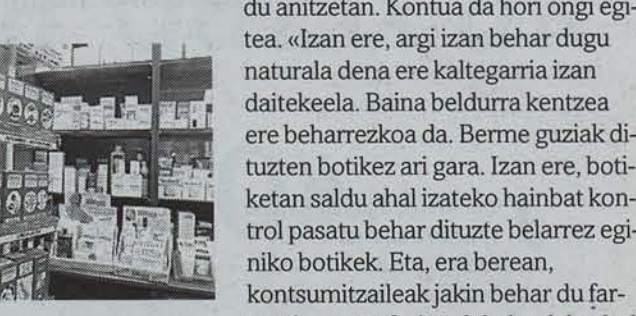 du anitzetan. Kontua da hori ongi egi-
tea. «Izan ere, argi izan behar dugu
naturala dena ere kaltegarria izan
daitekeela. Baina beldurra kentzea
ere beharrezkoa da. Berme guziak di-
tuzten botikez ari gara. Izan ere, boti-
ketan saldu ahal izateko hainbat kon-
trol pasatu behar dituzte belarrez egi-
niko botikek. Eta, era berean,
kontsumitzaileak jakin behar du far-